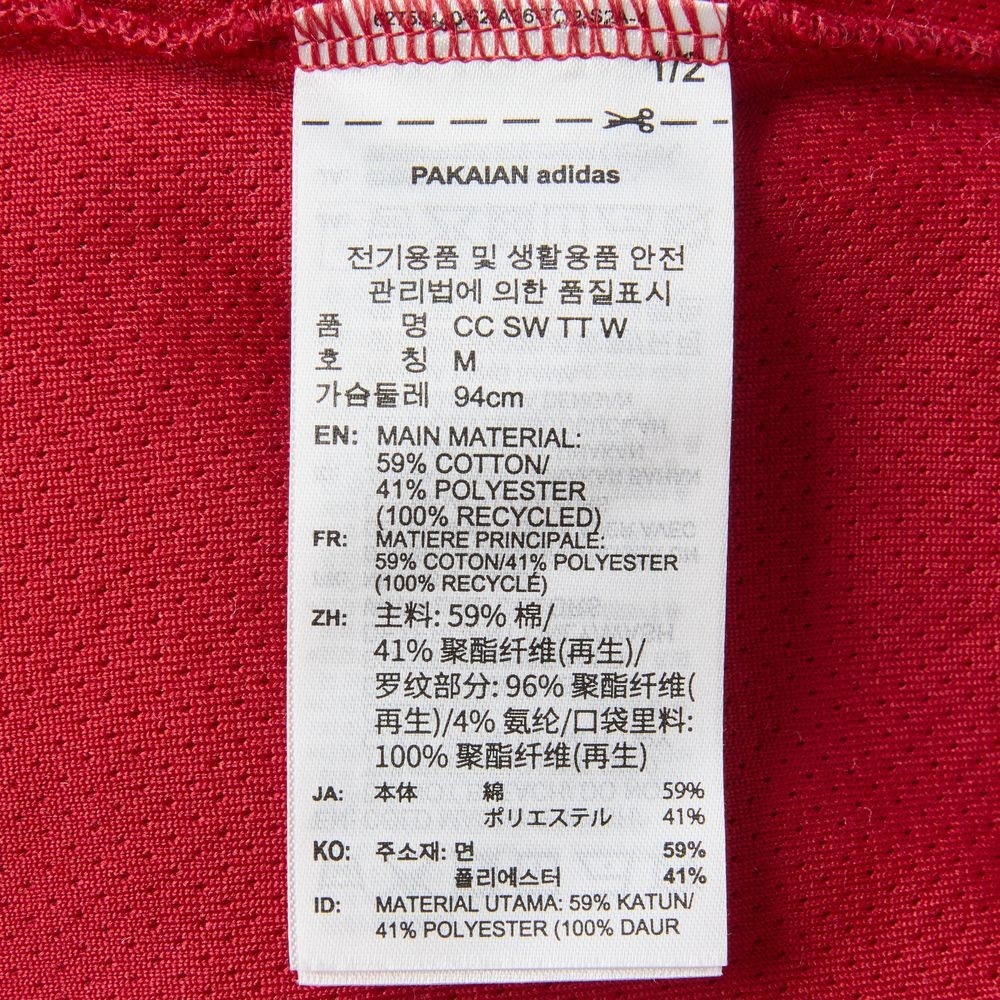 1/2
PAKAIAN adidas
전기용품 및 생활용품 안전
관리법에 의한 품질표시
품 명 CC SW TT W
호 칭 M
가슴둘레 94cm
EN: MAIN MATERIAL:
59% COTTON/
41% POLYESTER
(100% RECYCLED)
FR: MATIERE PRINCIPALE:
59% COTON/41% POLYESTER
(100% RECYCLÉ)
ZH: 主料: 59% 棉/
41% 聚酯纤维(再生)/
罗纹部分: 96% 聚酯纤维(
再生)/4% 氨纶/口袋里料:
100% 聚酯纤维(再生)
JA: 本体 綿 59%
ポリエステル 41%
KO: 주소재: 면 59%
폴리에스터 41%
ID: MATERIAL UTAMA: 59% KATUN/
41% POLYESTER (100% DAUR